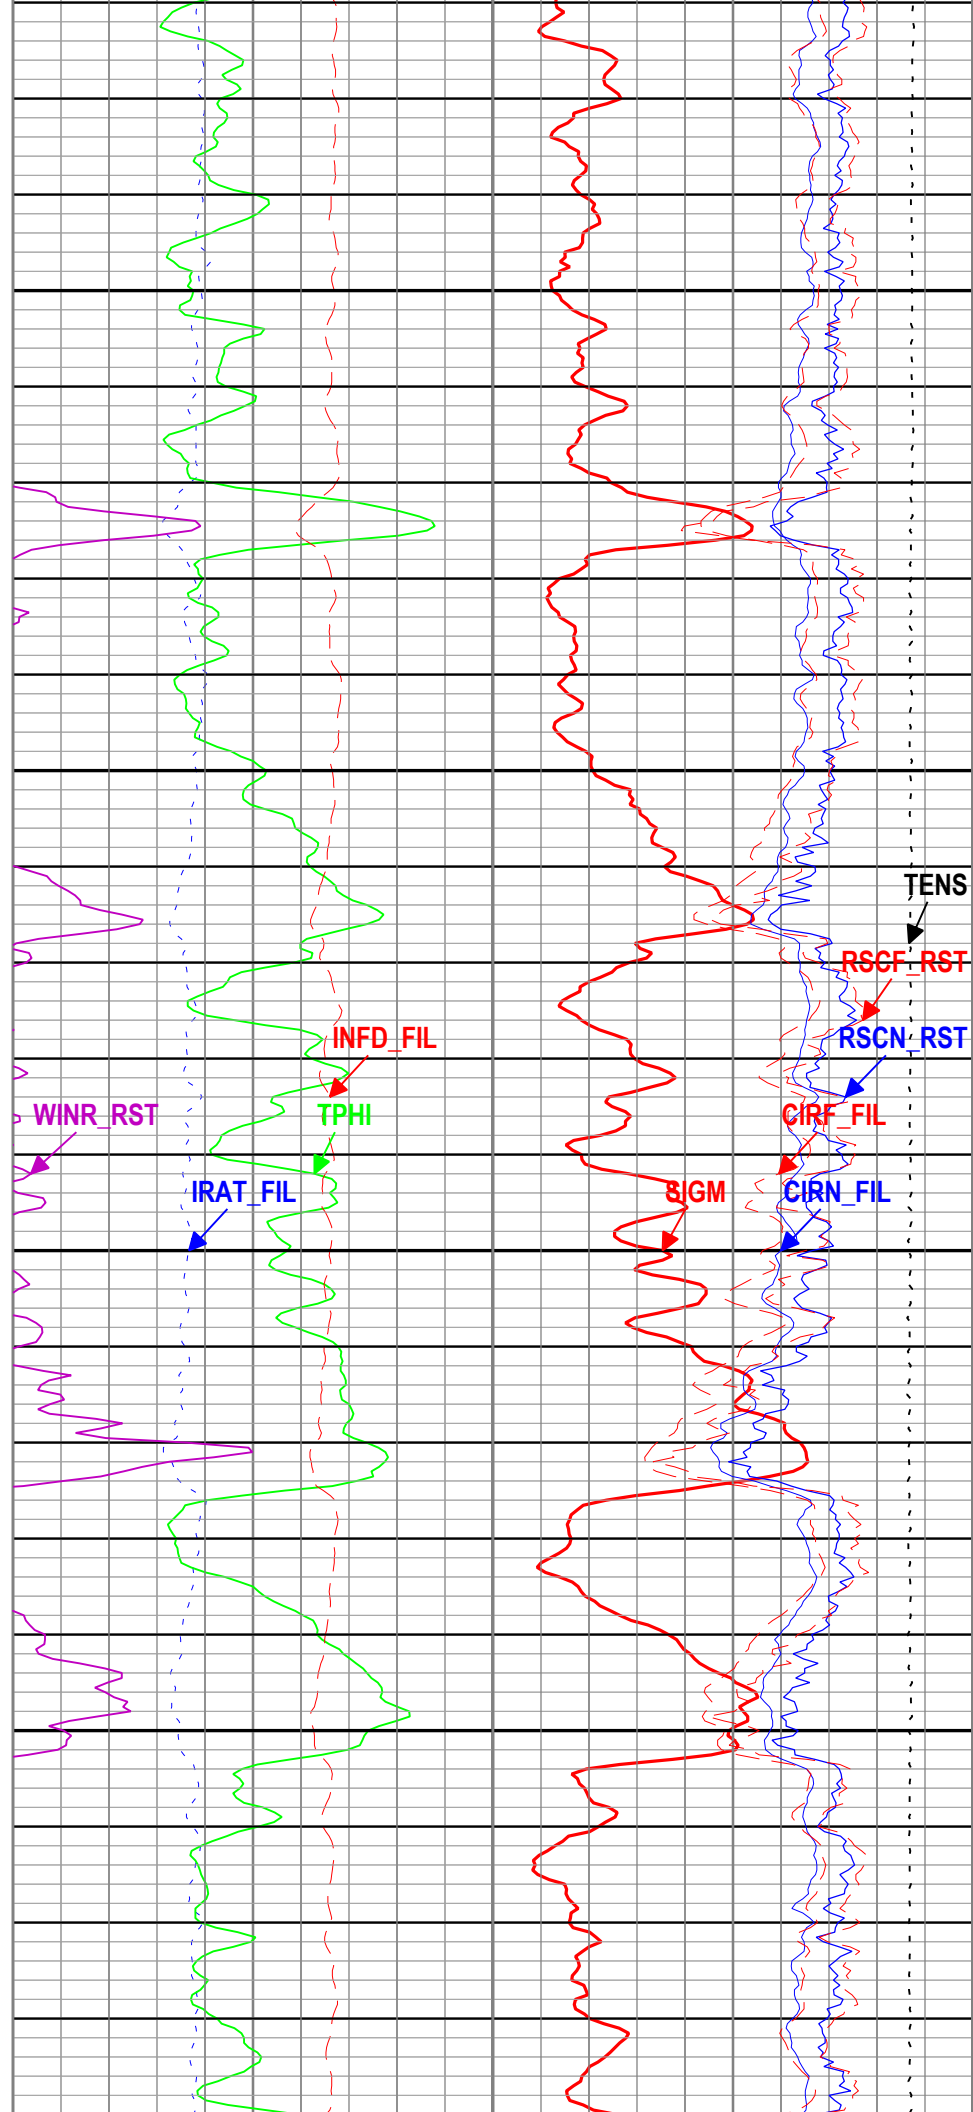 TENS
RSCF_RST
INFD_FIL
RSCN_RST
WINR_RST
TPHI
CIRF_FIL
IRAT_FIL
SIGM
CIRN_FIL